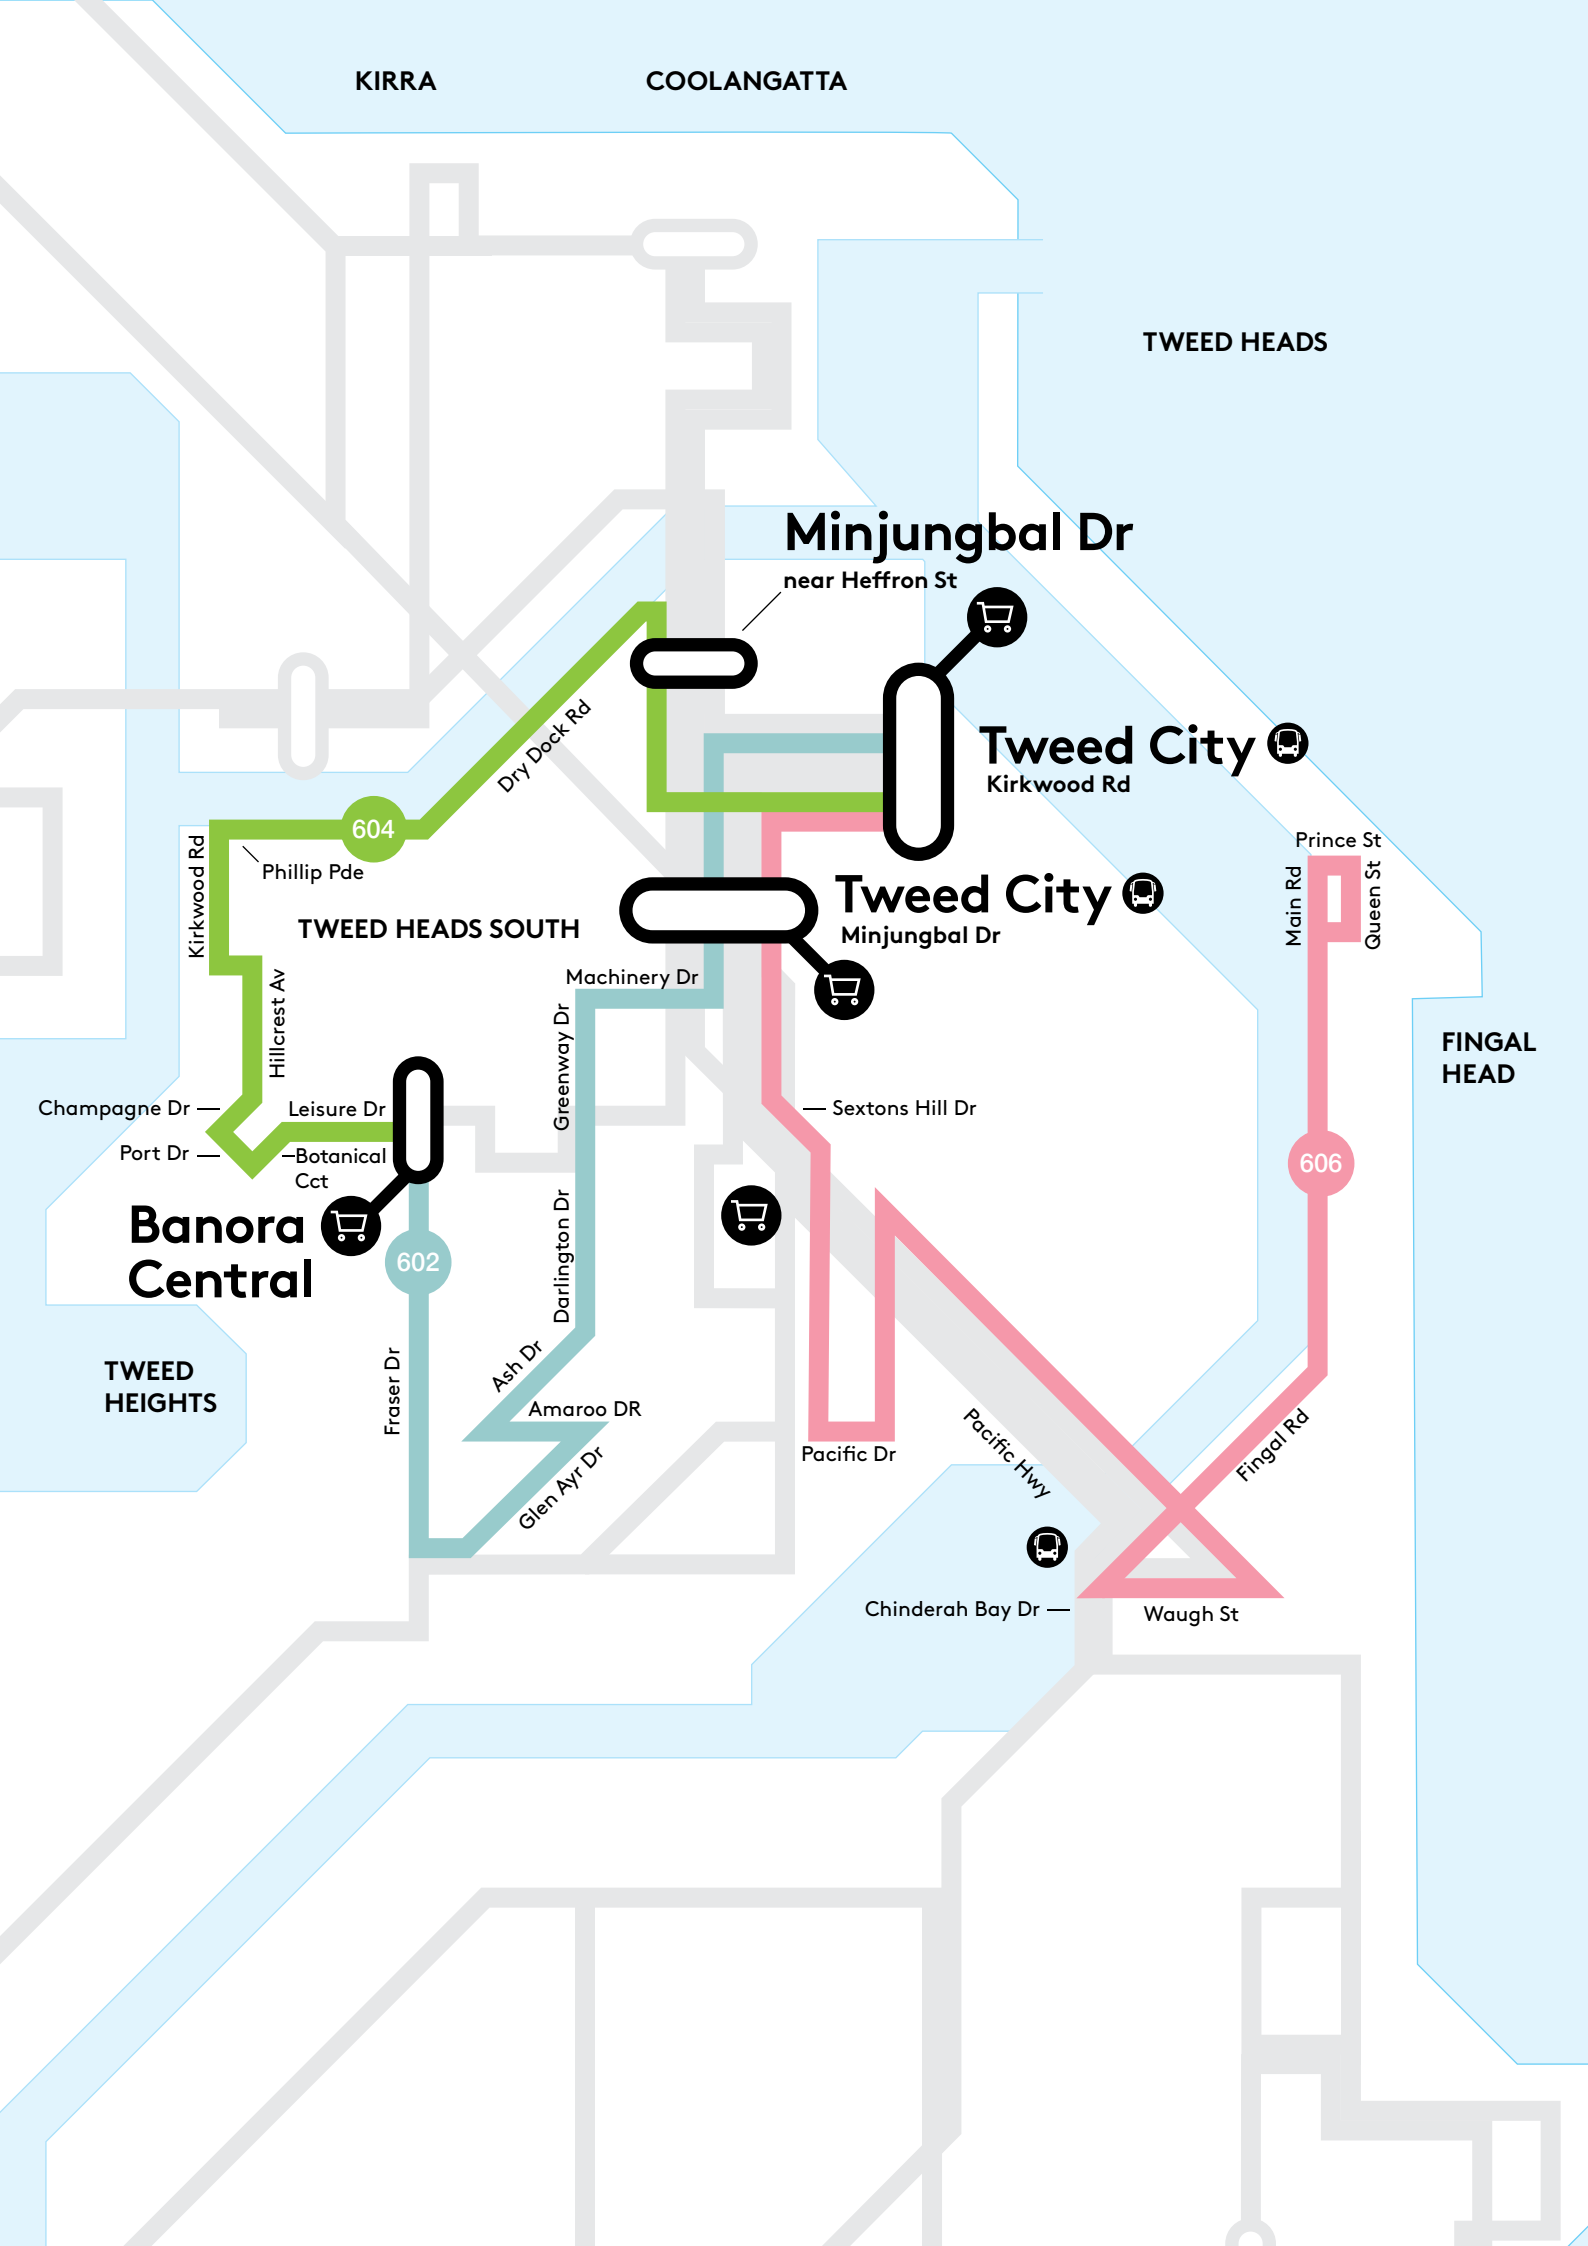 KIRRA
COOLANGATTA
TWEED HEADS
Minjungbal Dr
near Heffron St
Dry Dock Rd
Tweed City
Kirkwood Rd
604
Phillip Pde
Kirkwood Rd
Prince St
Main Rd
Queen St
Tweed City
Minjungbal Dr
TWEED HEADS SOUTH
Machinery Dr
Hillcrest Av
Greenway Dr
FINGAL
HEAD
Champagne Dr
Leisure Dr
Sextons Hill Dr
Port Dr
Botanical
Cct
606
Banora
Central
602
Darlington Dr
TWEED
HEIGHTS
Fraser Dr
Ash Dr
Amaroo DR
Glen Ayr Dr
Pacific Dr
Pacific Hwy
Fingal Rd
Chinderah Bay Dr
Waugh St